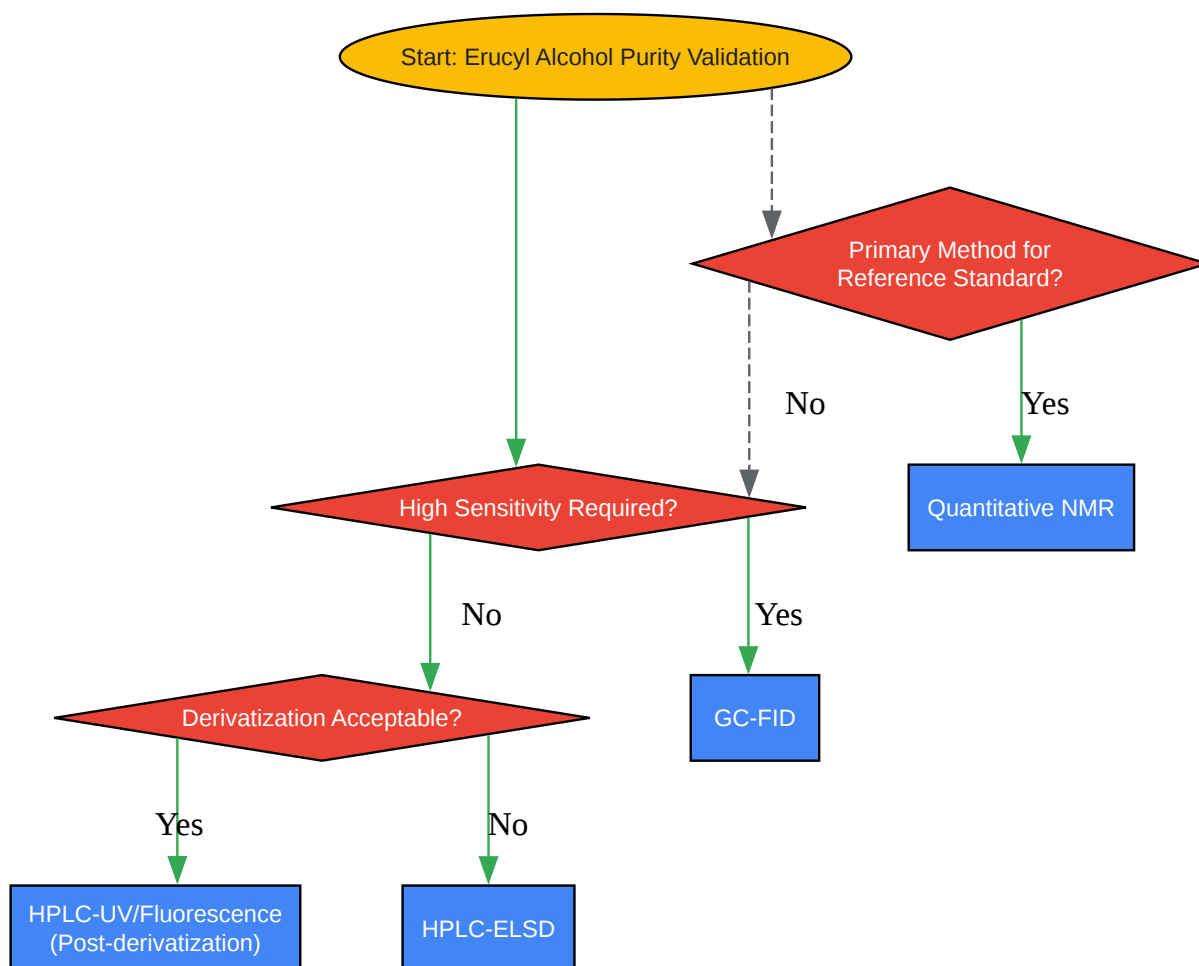 Start: Erucyl Alcohol Purity Validation
Primary Method for
Reference Standard?
No
Yes
High Sensitivity Required?
Quantitative NMR
No
Yes
Derivatization Acceptable?
GC-FID
Yes
No
HPLC-UV/Fluorescence
(Post-derivatization)
HPLC-ELSD